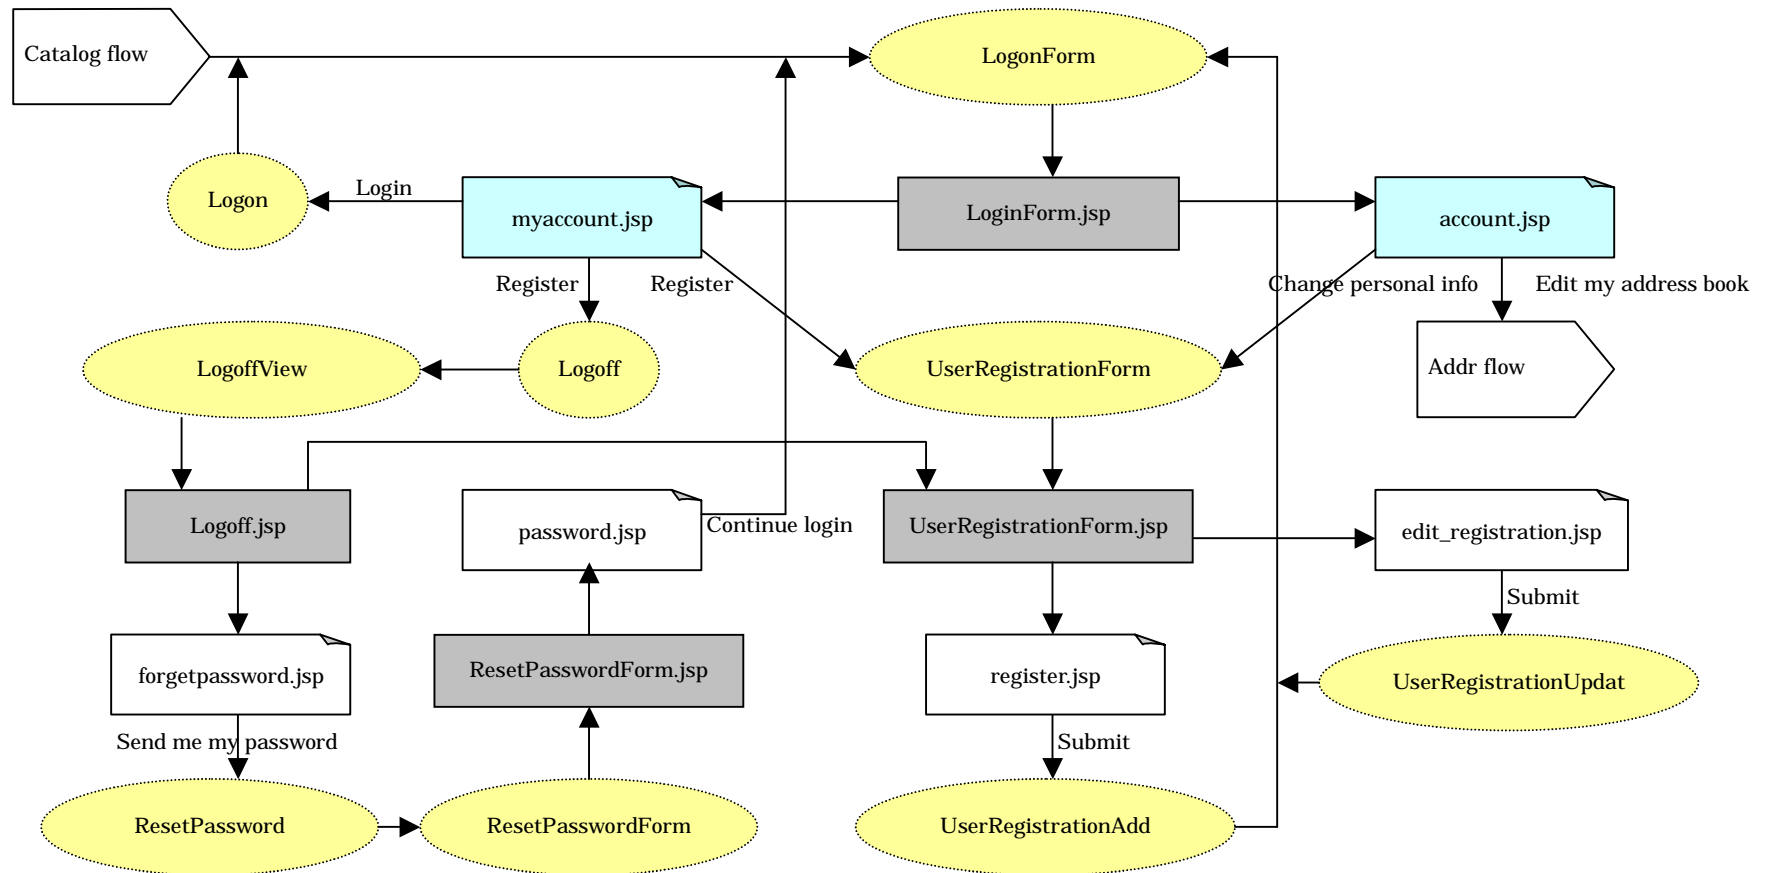 Catalog flow
LogonForm
Logon
Login
myaccount.jsp
LoginForm.jsp
account.jsp
Register
Register
Change personal info
Edit my address book
LogoffView
Logoff
UserRegistrationForm
Addr flow
Logoff.jsp
password.jsp
Continue login
UserRegistrationForm.jsp
edit_registration.jsp
Submit
forgetpassword.jsp
ResetPasswordForm.jsp
register.jsp
UserRegistrationUpdat
Send me my password
Submit
ResetPassword
ResetPasswordForm
UserRegistrationAdd